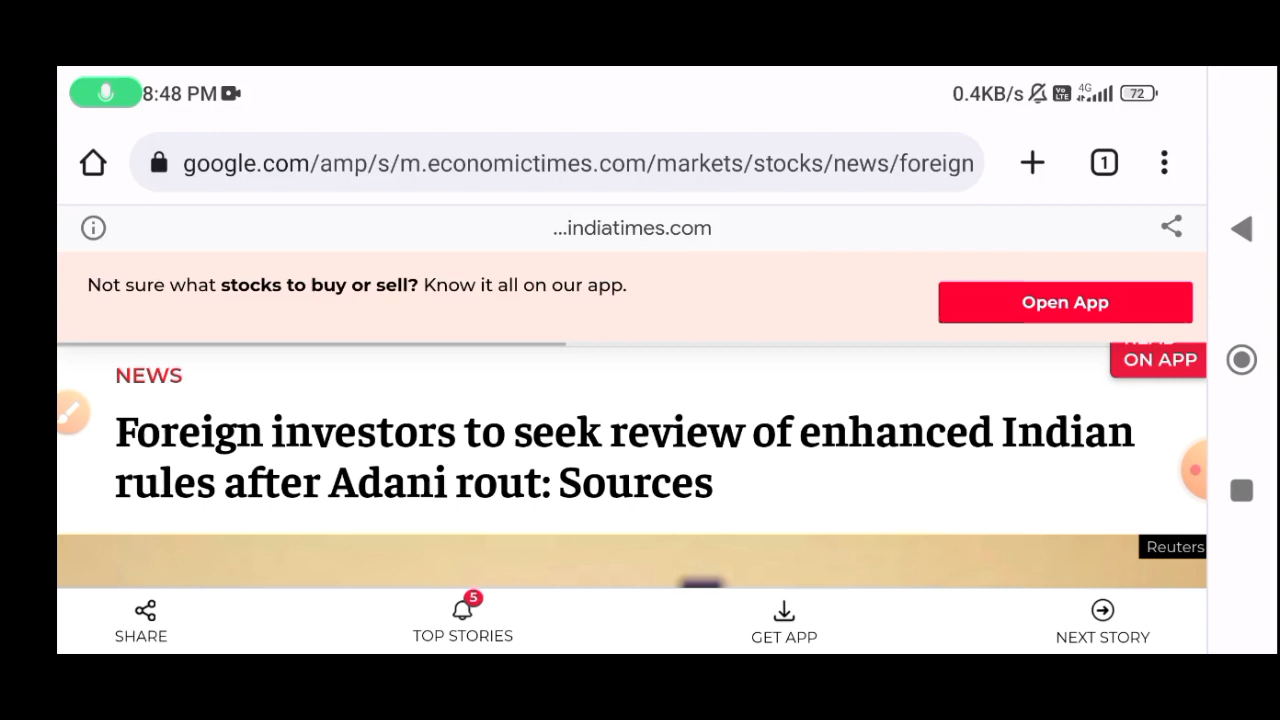 8:48 PM
0.4KB/s Vo LTE 4G 72
google.com/amp/s/m.economictimes.com/markets/stocks/news/foreign
1
...indiatimes.com
Not sure what stocks to buy or sell? Know it all on our app.
Open App
ON APP
NEWS
Foreign investors to seek review of enhanced Indian
rules after Adani rout: Sources
Reuters
5
SHARE
TOP STORIES
GET APP
NEXT STORY